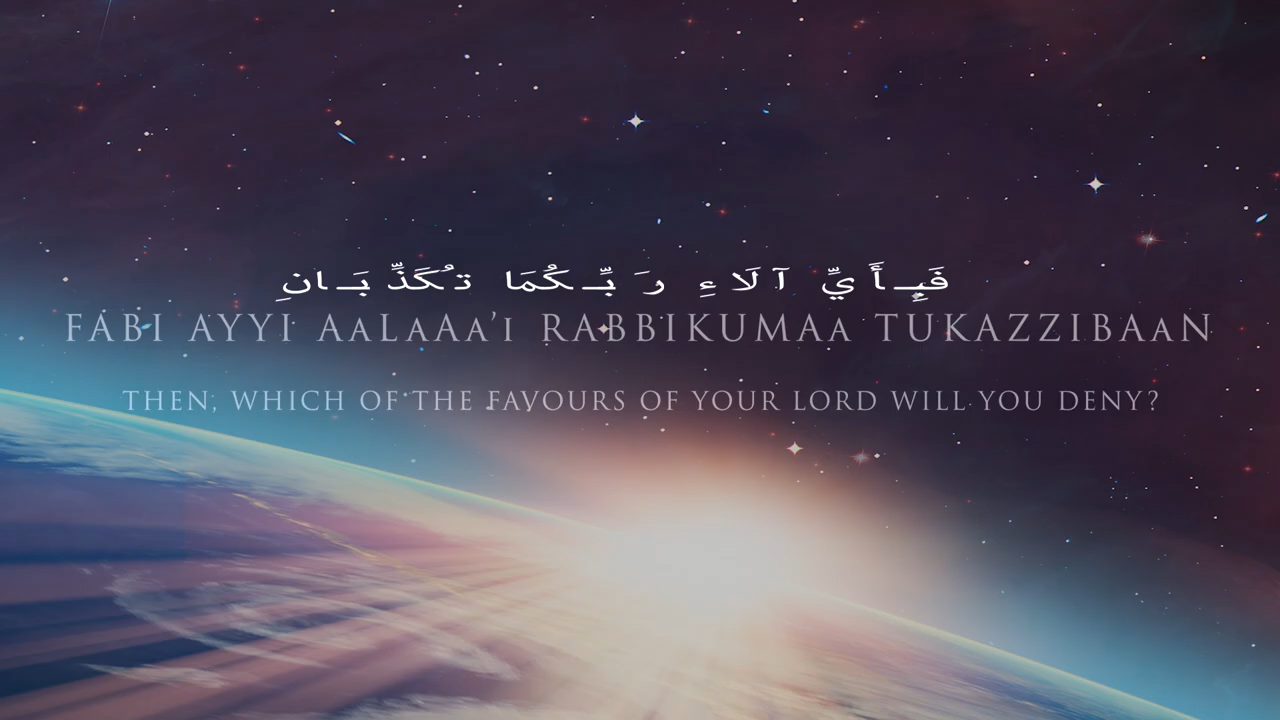 فَبِأَيِّ آلَاءِ رَبِّكُمَا تُكَذِّبَانِ
FABI AYYI AaLaAa’I RABBIKUMAa TUKAZZIBAaN
THEN, WHICH OF THE FAVOURS OF YOUR LORD WILL YOU DENY?